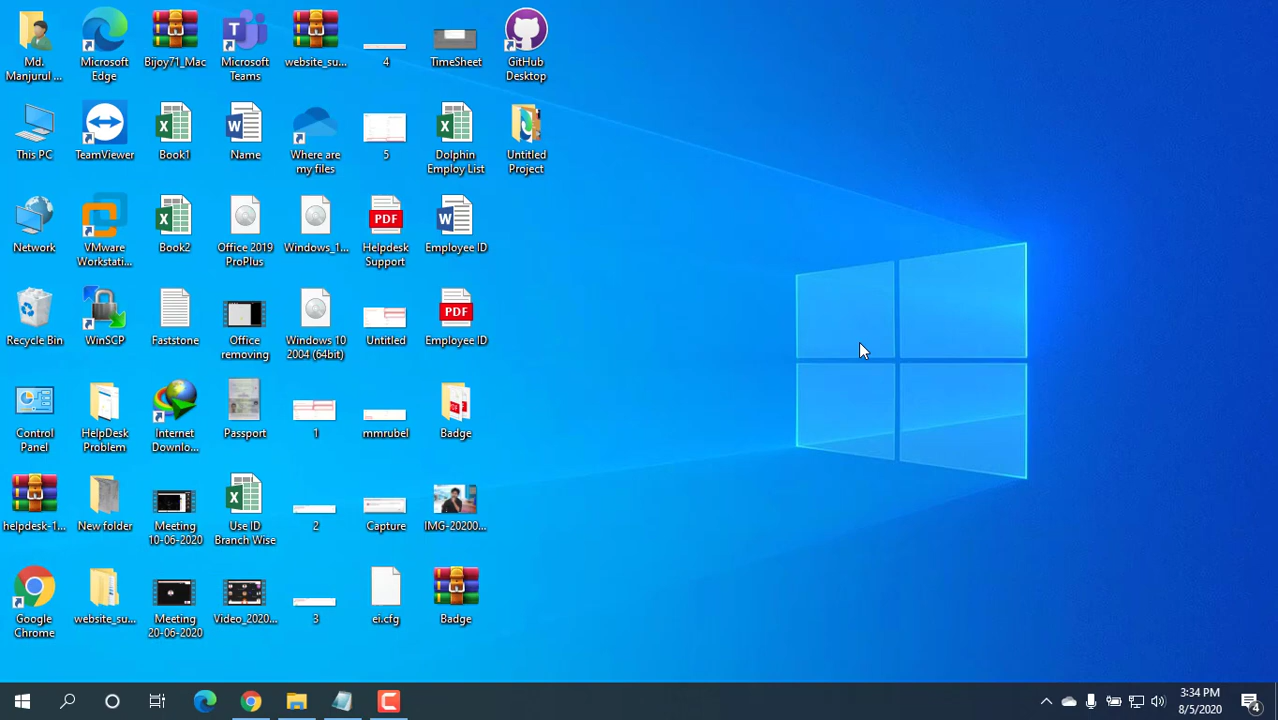 Md.
Manjurul ...
Microsoft
Edge
Bijoy71_Mac
Microsoft
Teams
website_su...
4
TimeSheet
GitHub
Desktop
This PC
TeamViewer
Book1
Name
Where are
my files
5
Dolphin
Employ List
Untitled
Project
Network
VMware
Workstati...
Book2
Office 2019
ProPlus
Windows_1...
PDF
Helpdesk
Support
Employee ID
Recycle Bin
WinSCP
Faststone
Office
removing
Windows 10
2004 (64bit)
Untitled
PDF
Employee ID
Control
Panel
HelpDesk
Problem
Internet
Downlo...
Passport
1
mmrubel
Badge
helpdesk-1...
New folder
Meeting
10-06-2020
Use ID
Branch Wise
2
Capture
IMG-20200...
Google
Chrome
website_su...
Meeting
20-06-2020
Video_2020...
3
ei.cfg
Badge
3:34 PM
8/5/2020
4